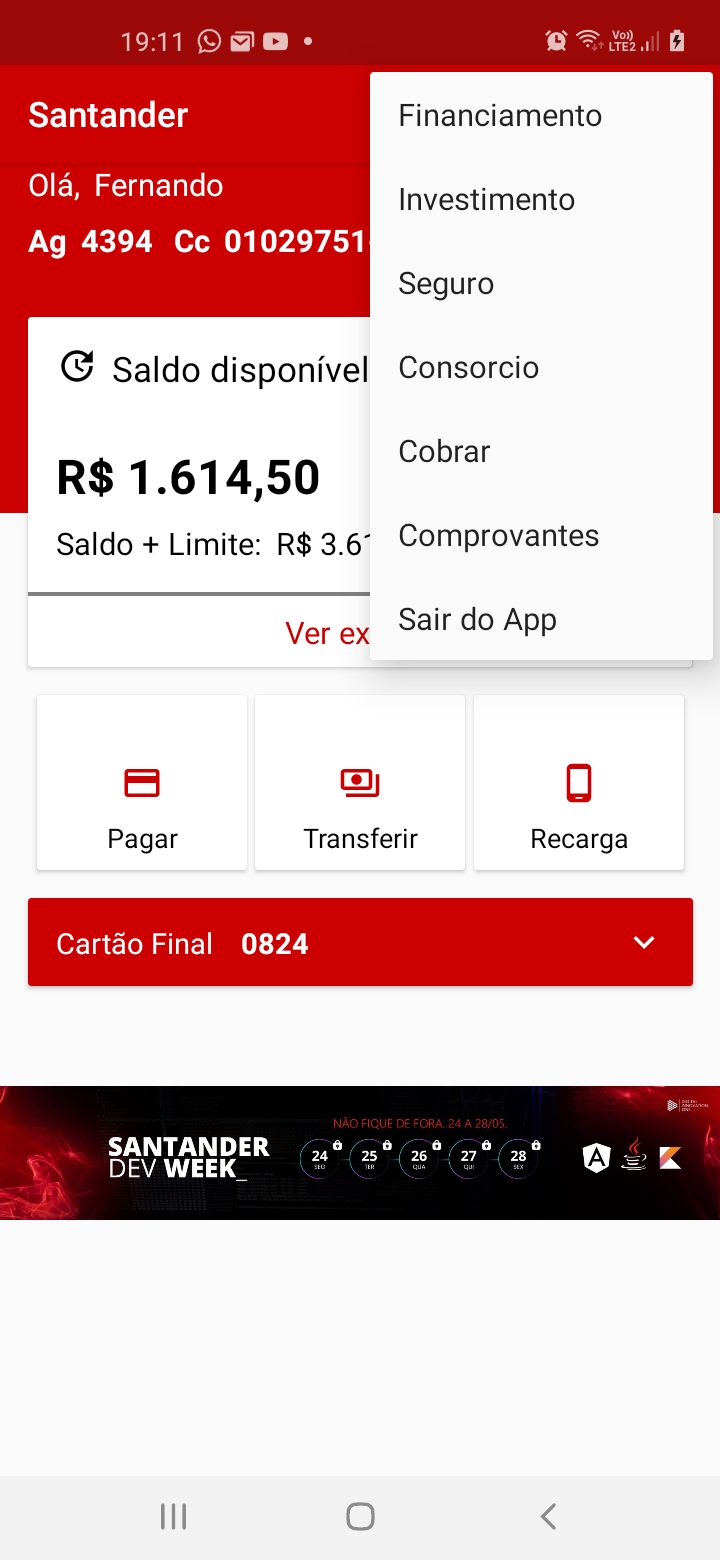 19:11
Vo))
LTE2
Santander
Olá, Fernando
Ag 4394 Cc 01029751
Financiamento
Investimento
Seguro
Consorcio
Cobrar
Comprovantes
Sair do App
Saldo disponível
R$ 1.614,50
Saldo + Limite: R$ 3.61
Ver ex
Pagar
Transferir
Recarga
Cartão Final 0824
NÃO FIQUE DE FORA. 24 A 28/05.
SANTANDER
DEV WEEK_
24 SEG
25 TER
26 QUA
27 QUI
28 SEX
DIGITAL
INNOVATION
ONE